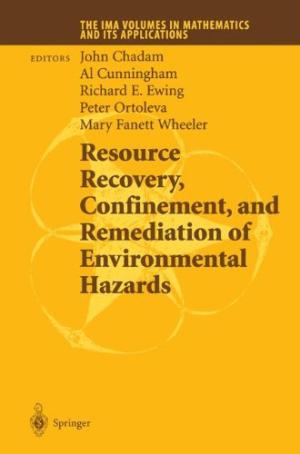 THE IMA VOLUMES IN MATHEMATICS
AND ITS APPLICATIONS
EDITORS John Chadam
Al Cunningham
Richard E. Ewing
Peter Ortoleva
Mary Fanett Wheeler
Resource
Recovery,
Confinement, and
Remediation of
Environmental
Hazards
Springer